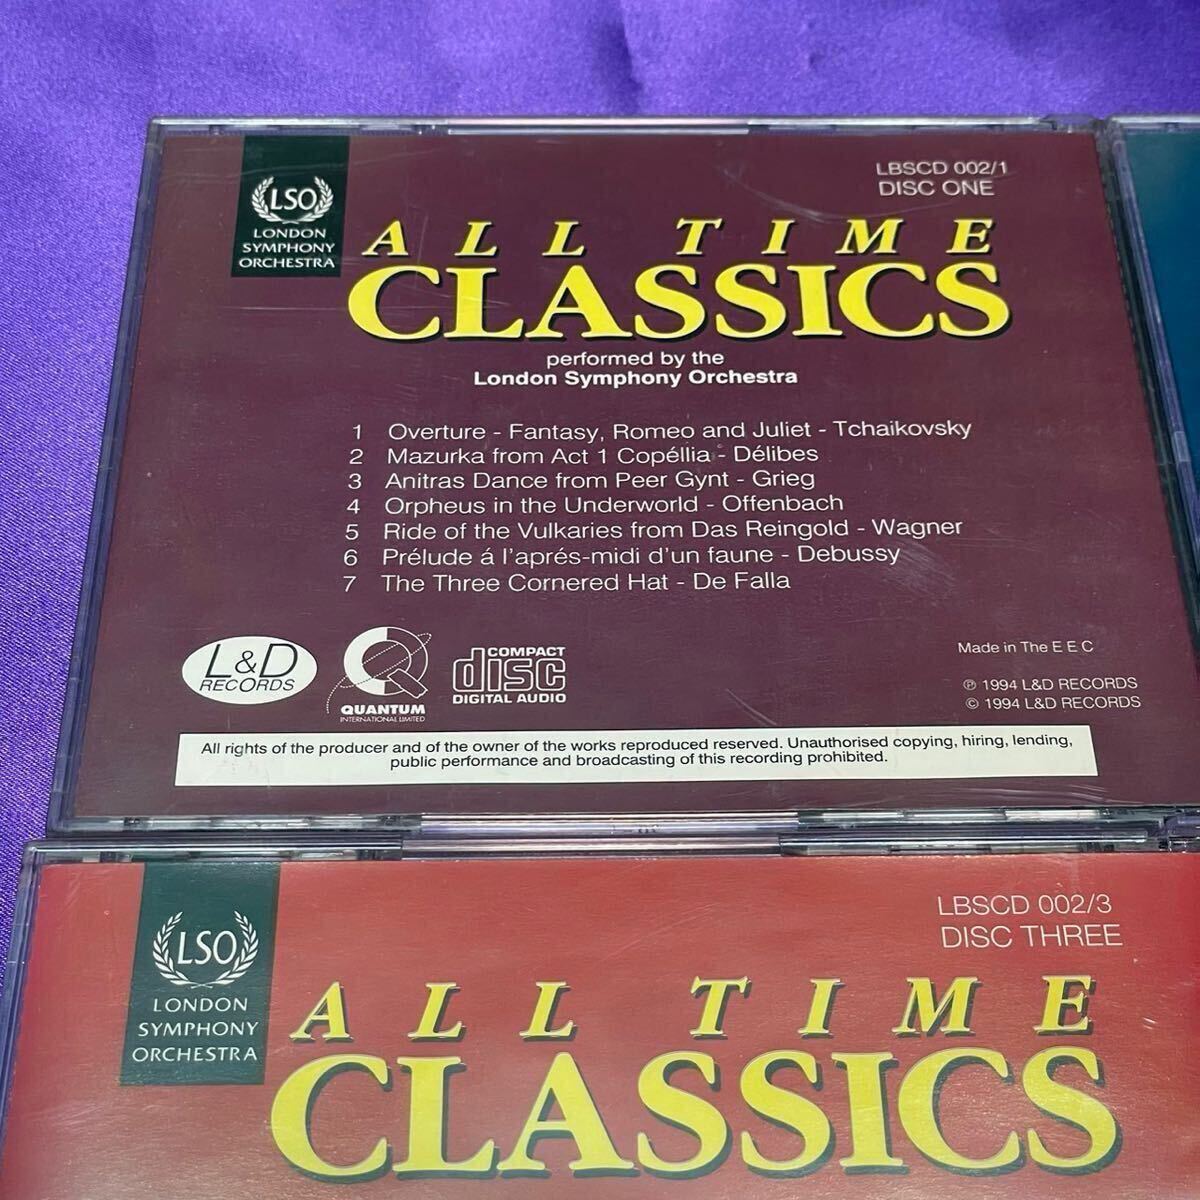 LSO
LONDON
SYMPHONY
ORCHESTRA
LBSCD 002/1
DISC ONE
ALL TIME
CLASSICS
performed by the
London Symphony Orchestra
1 Overture - Fantasy, Romeo and Juliet - Tchaikovsky
2 Mazurka from Act 1 Copéllia - Délibes
3 Anitras Dance from Peer Gynt - Grieg
4 Orpheus in the Underworld - Offenbach
5 Ride of the Vulkaries from Das Reingold - Wagner
6 Prélude á l'aprés-midi d'un faune - Debussy
7 The Three Cornered Hat - De Falla
L&D
RECORDS
QUANTUM
INTERNATIONAL LIMITED
COMPACT
disc
DIGITAL AUDIO
Made in The E E C
℗ 1994 L&D RECORDS
© 1994 L&D RECORDS
All rights of the producer and of the owner of the works reproduced reserved. Unauthorised copying, hiring, lending,
public performance and broadcasting of this recording prohibited.
LSO
LONDON
SYMPHONY
ORCHESTRA
LBSCD 002/3
DISC THREE
ALL TIME
CLASSICS